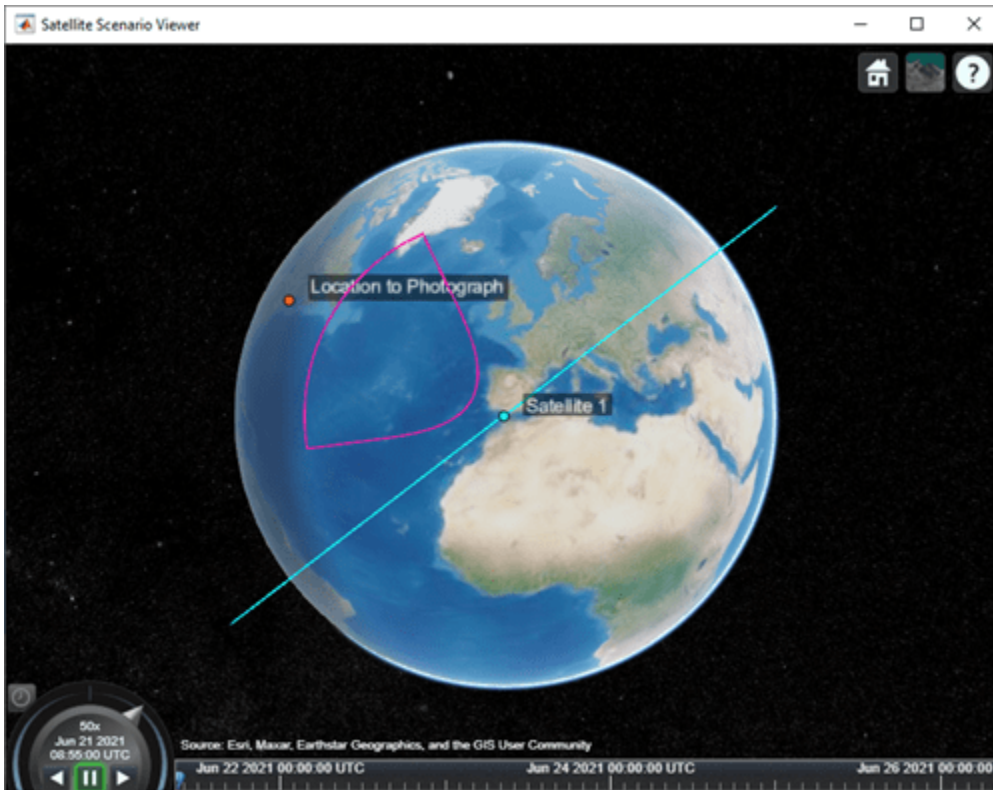 Satellite Scenario Viewer
?
Location to Photograph
Satellite 1
50x
Jun 21 2021
08:55:00 UTC
Source: Esri, Maxar, Earthstar Geographics, and the GIS User Community
Jun 22 2021 00:00:00 UTC Jun 24 2021 00:00:00 UTC Jun 26 2021 00:00:00